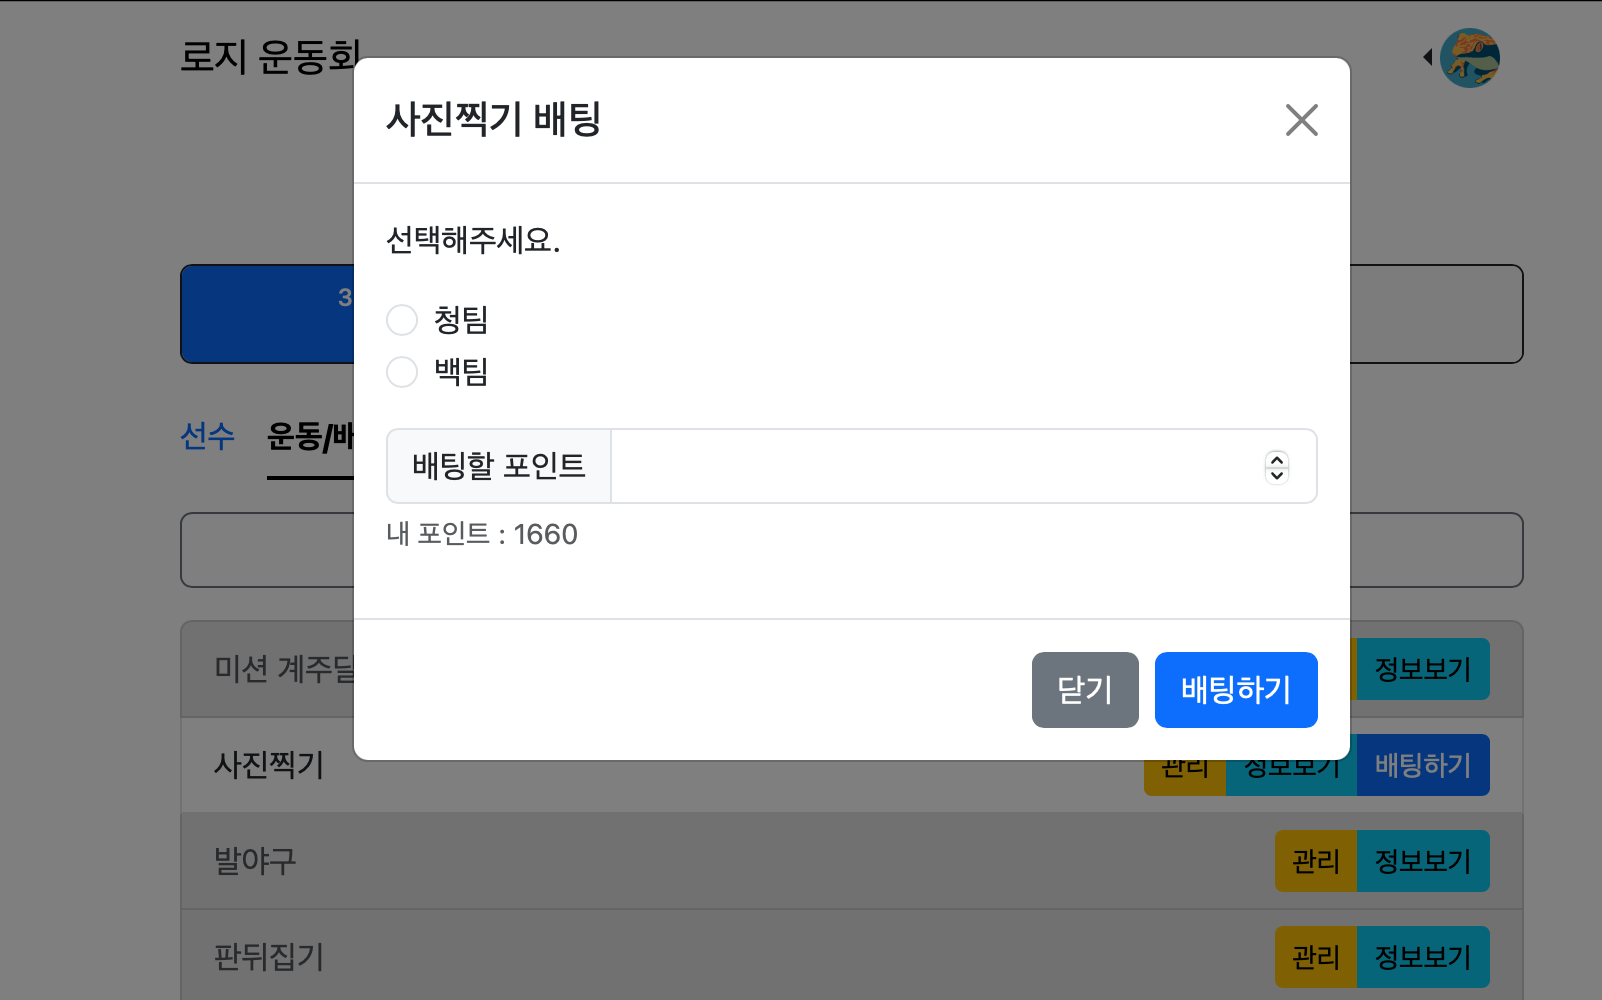 로지 운동회
사진찍기 배팅
선택해주세요.
3
청팀
백팀
선수 운동/배
배팅할 포인트
내 포인트 : 1660
미션 계주달 정보보기
닫기 배팅하기
사진찍기 관리 정보보기 배팅하기
발야구 관리 정보보기
판뒤집기 관리 정보보기